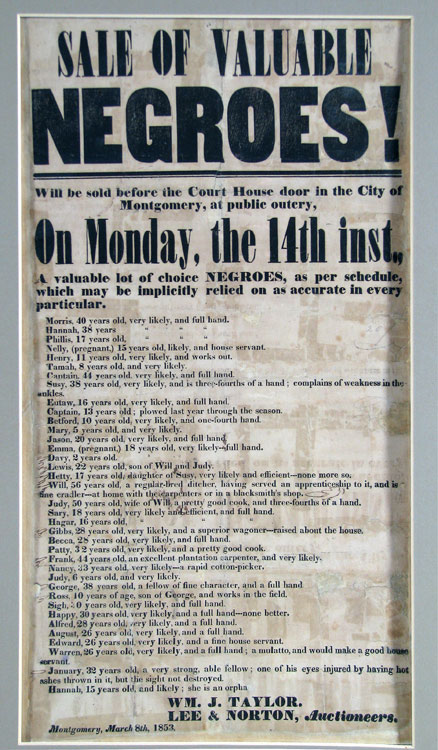 SALE OF VALUABLE
NEGROES!
Will be sold before the Court House door in the City of
Montgomery, at public outcry,
On Monday, the 14th inst.,
A valuable lot of choice NEGROES, as per schedule,
which may be implicitly relied on as accurate in every
particular.
Morris, 40 years old, very likely, and full hand.
Hannah, 38 years " " "
Phillis, 17 years old, " " "
Nelly, (pregnant,) 15 years old, likely, and house servant.
Henry, 11 years old, very likely, and works out.
Tamah, 8 years old, and very likely.
Captain, 44 years old, very likely, and full hand.
Susy, 38 years old, very likely, and is three-fourths of a hand; complains of weakness in the
ankles.
Eutaw, 16 years old, very likely, and full hand.
Captain, 13 years old; plowed last year through the season.
Betford, 10 years old, very likely, and one-fourth hand.
Mary, 5 years old, and very likely.
Jason, 20 years old, very likely, and full hand
Emma, (pregnant,) 18 years old, very likely—full hand.
Davy, 2 years old.
Lewis, 22 years old, son of Will and Judy.
Hetty, 17 years old, daughter of Susy, very likely and efficient—none more so.
Will, 56 years old, a regular-bred ditcher, having served an apprenticeship to it, and is
fine cradler—at home with the carpenters or in a blacksmith's shop.
Judy, 50 years old, wife of Will, a pretty good cook, and three-fourths of a hand.
Sary, 18 years old, very likely and efficient, and full hand.
Hagar, 16 years old, " " "
Gibbs, 28 years old, very likely, and a superior wagoner—raised about the house.
Becca, 28 years old, very likely, and full hand.
Patty, 32 years old, very likely, and a pretty good cook.
Frank, 44 years old, an excellent plantation carpenter, and very likely.
Nancy, 33 years old, very likely—a rapid cotton-picker.
Judy, 6 years old, and very likely.
George, 38 years old, a fellow of fine character, and a full hand
Ross, 10 years of age, son of George, and works in the field.
Sigh, 0 years old, very likely, and full hand.
Happy, 30 years old, very likely, and a full hand—none better.
Alfred, 28 years old, very likely, and a full hand.
August, 26 years old, very likely, and a full hand.
Edward, 26 years old, very likely, and a fine house servant.
Warren, 26 years old, very likely, and a full hand; a mulatto, and would make a good house
servant.
January, 32 years old, a very strong, able fellow; one of his eyes injured by having hot
ashes thrown in it, but the sight not destroyed.
Hannah, 15 years old, and likely; she is an orpha
WM. J. TAYLOR.
LEE & NORTON, Auctioneers.
Montgomery, March 8th, 1853.